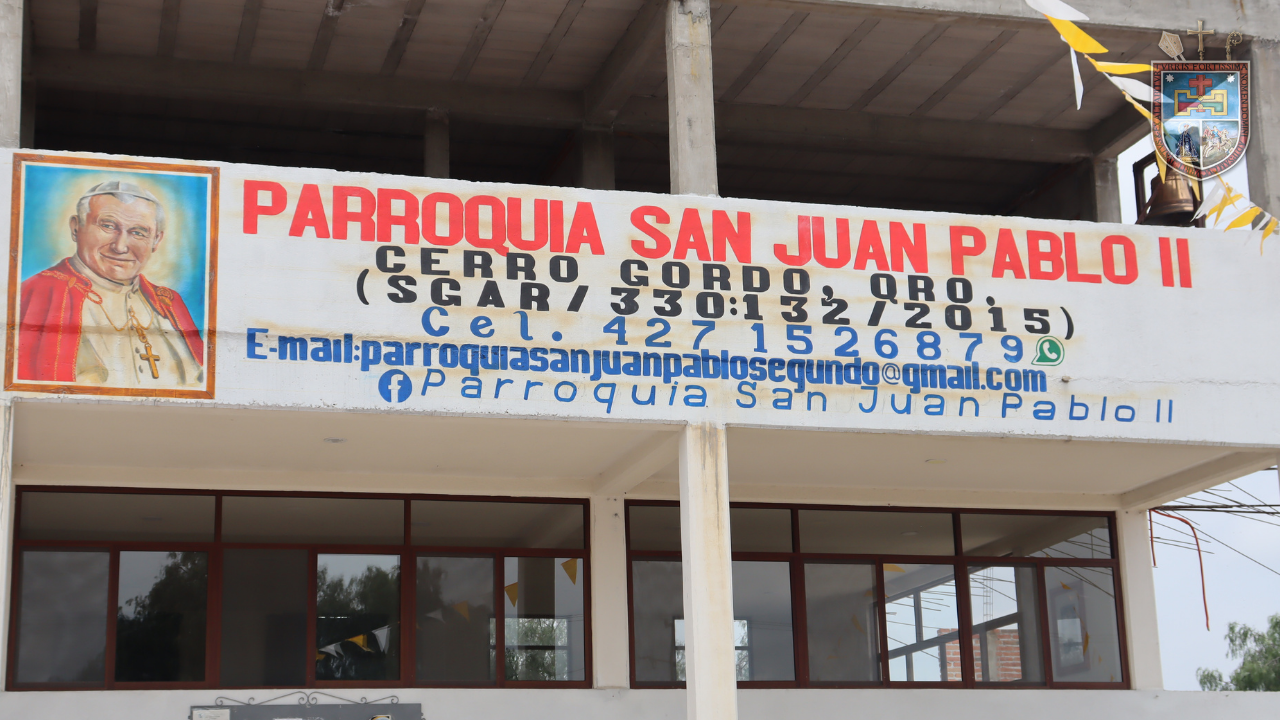 PARROQUIA SAN JUAN PABLO II
CERRO GORDO, QRO.
(SGAR/330:132/2015)
Cel. 427 1526879
E-mail:parroquiasanjuanpablosegundo@gmail.com
Parroquia San Juan Pablo II